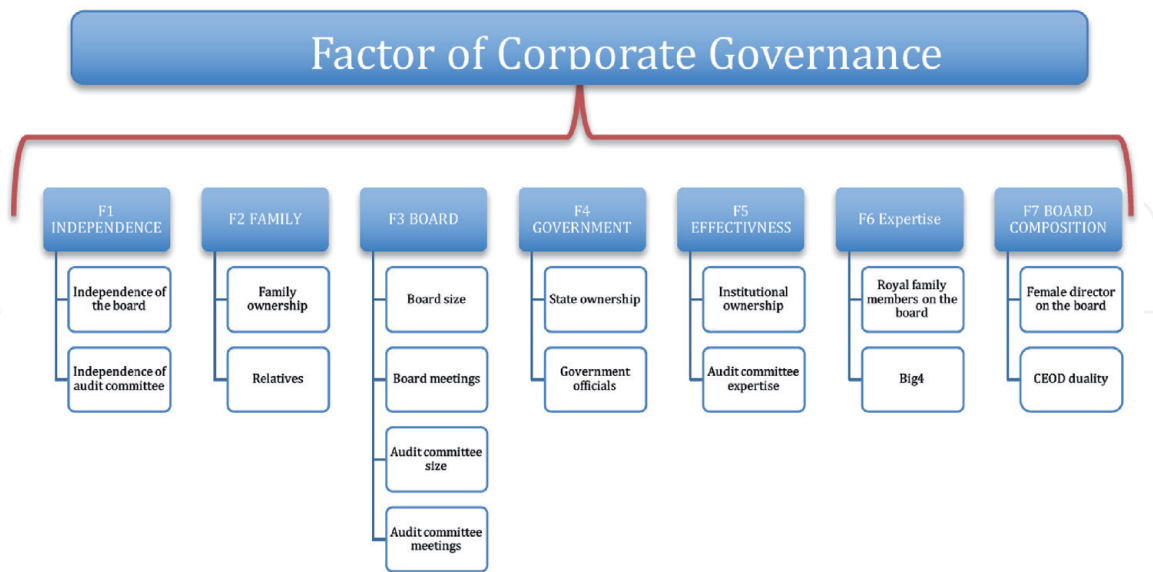 Factor of Corporate Governance
F1
INDEPENDENCE
F2 FAMILY
F3 BOARD
F4
GOVERNMENT
F5
EFFECTIVNESS
F6 Expertise
F7 BOARD
COMPOSITION
Independence of
the board
Independence of
audit committee
Family
ownership
Relatives
Board size
Board meetings
Audit committee
size
Audit committee
meetings
State ownership
Government
officials
Institutional
ownership
Audit committee
expertise
Royal family
members on the
board
Big4
Female director
on the board
CEOD duality